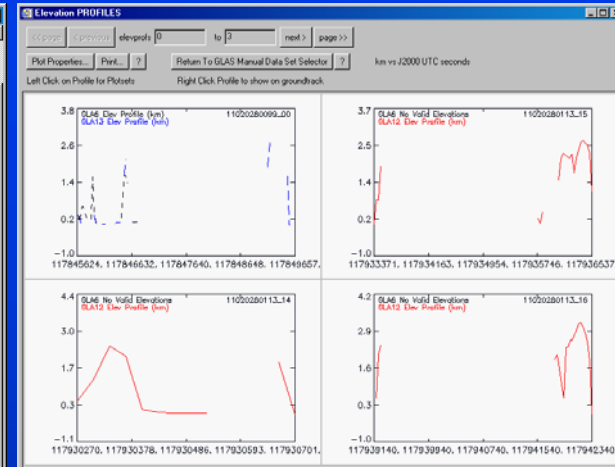 Elevation PROFILES
<< page < previous elevprofs 0 to 3 next > page >>
Plot Properties... Print... ? Return To GLAS Manual Data Set Selector ? km vs J2000 UTC seconds
Left Click on Profile for Plotsets Right Click Profile to show on groundtrack
3.8
GLA6 Elev Profile (km) 11020280099_00
GLA13 Elev Profile (km)
2.6
1.4
0.2
-1.0
117845624. 117846632. 117847640. 117848648. 117849657.
3.7
GLA6 No Valid Elevations 11020280113_15
GLA12 Elev Profile (km)
2.6
1.4
0.2
-1.0
117933371. 117934163. 117934954. 117935746. 117936537.
4.4
GLA6 No Valid Elevations 11020280113_14
GLA12 Elev Profile (km)
3.0
1.7
0.3
-1.1
117930270. 117930378. 117930486. 117930593. 117930701.
4.2
GLA6 No Valid Elevations 11020280113_16
GLA12 Elev Profile (km)
2.9
1.6
0.3
-1.0
117939140. 117939940. 117940740. 117941540. 117942340.